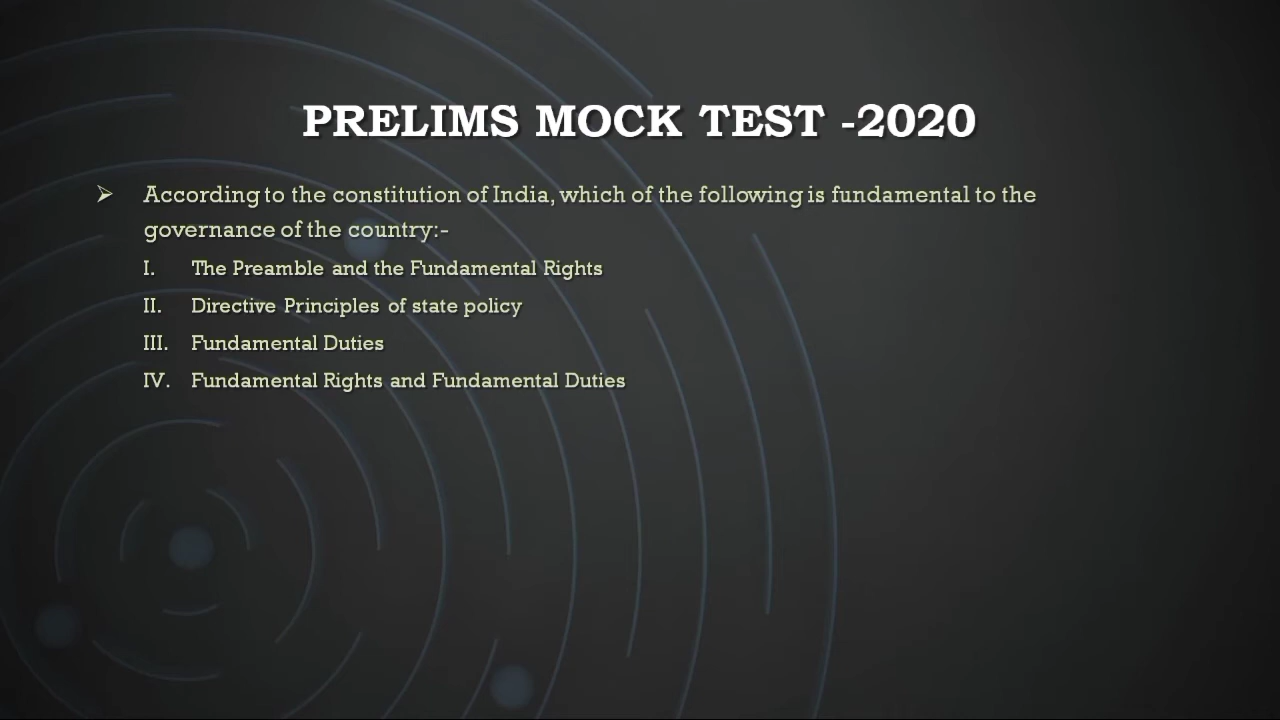 PRELIMS MOCK TEST -2020
➢ According to the constitution of India, which of the following is fundamental to the
governance of the country:-
I. The Preamble and the Fundamental Rights
II. Directive Principles of state policy
III. Fundamental Duties
IV. Fundamental Rights and Fundamental Duties